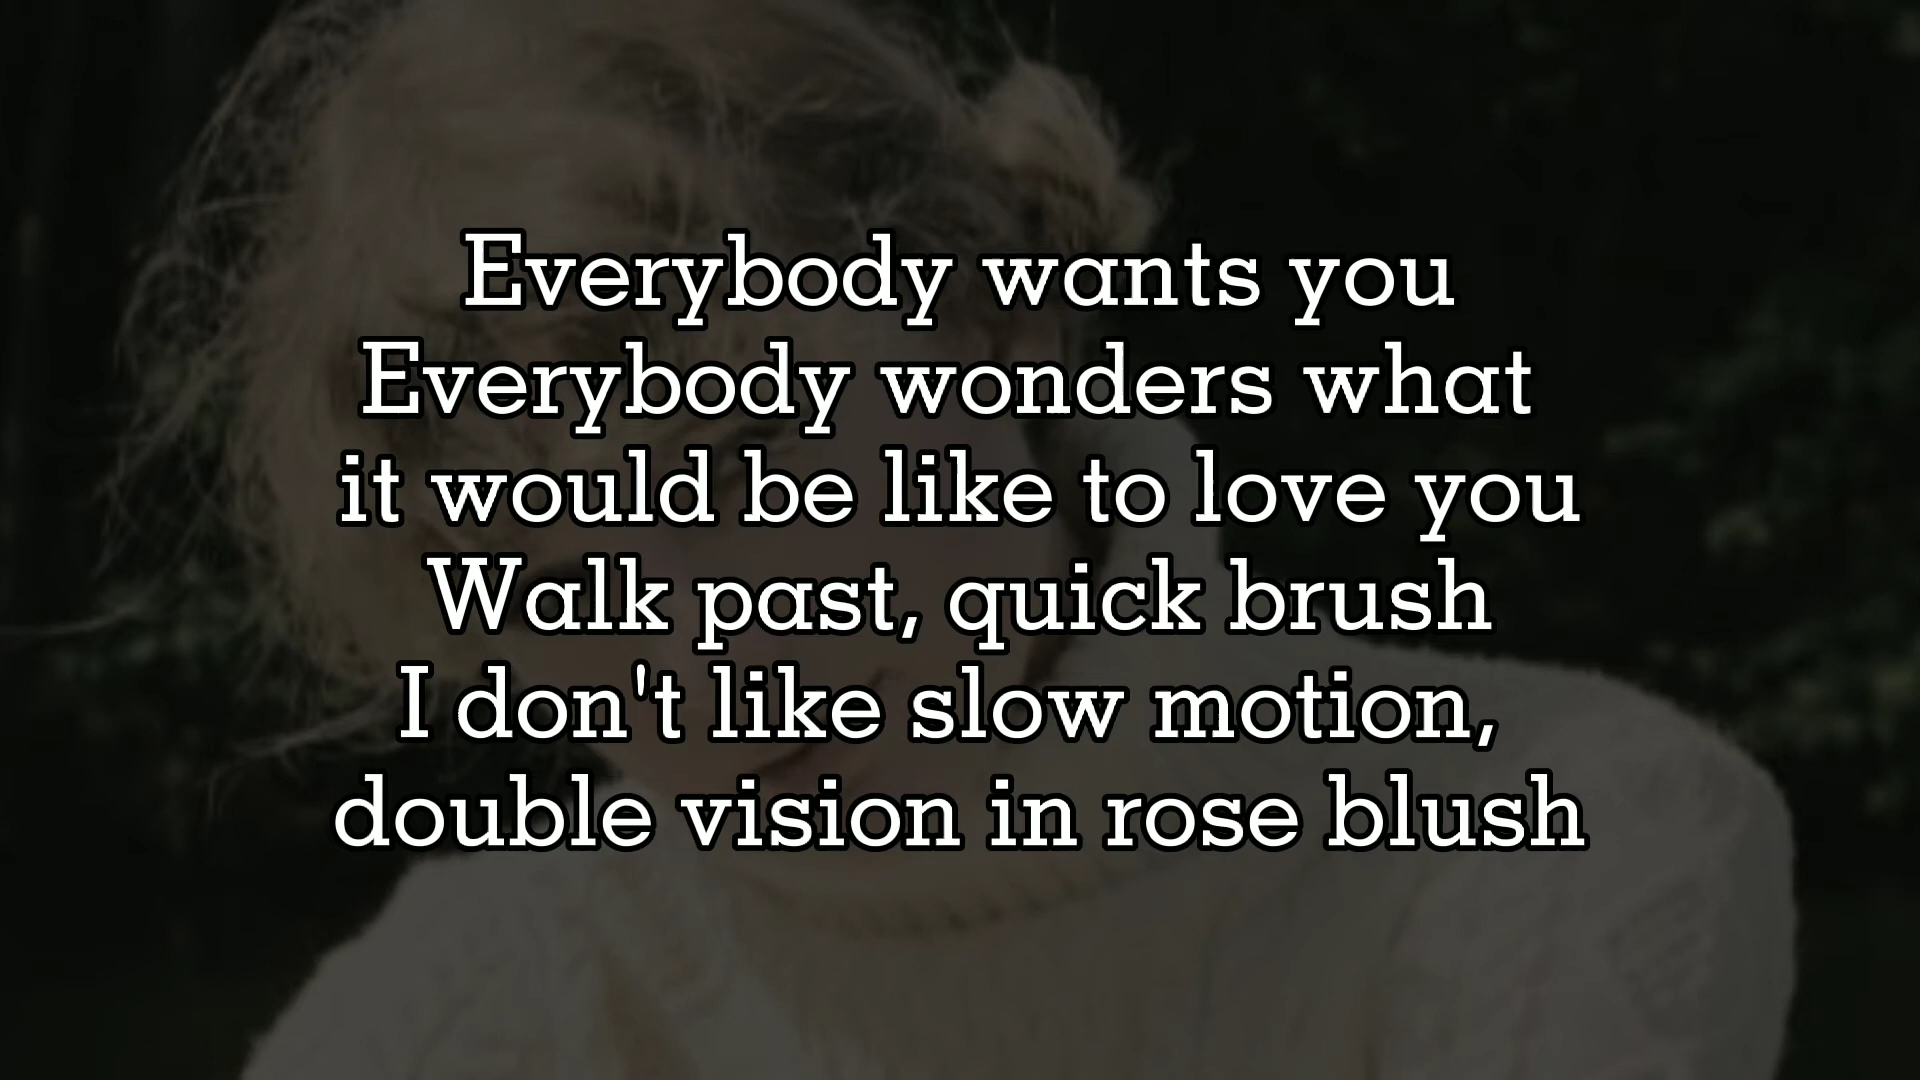 Everybody wants you
Everybody wonders what
it would be like to love you
Walk past, quick brush
I don't like slow motion,
double vision in rose blush